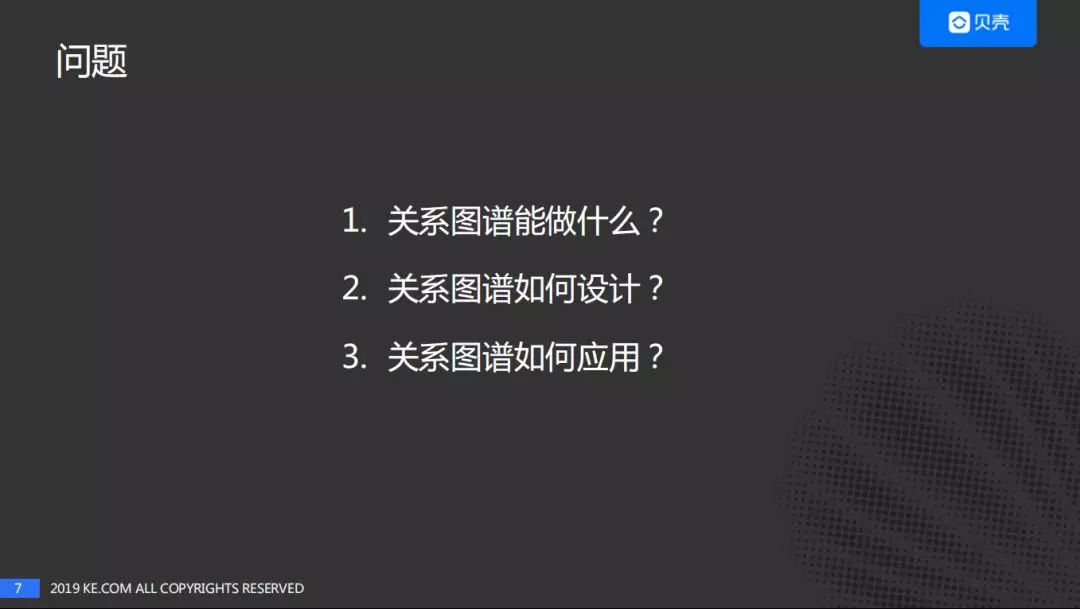 贝壳
问题
1. 关系图谱能做什么？
2. 关系图谱如何设计？
3. 关系图谱如何应用？
7 2019 KE.COM ALL COPYRIGHTS RESERVED